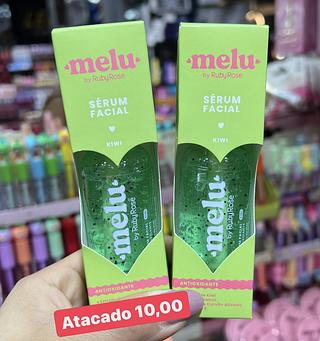 melu
by RubyRose
SÉRUM
FACIAL
KIWI
melu
by RubyRose
ANTIOXIDANTE
melu
by RubyRose
SÉRUM
FACIAL
KIWI
melu
by RubyRose
ANTIOXIDANTE
Atacado 10,00